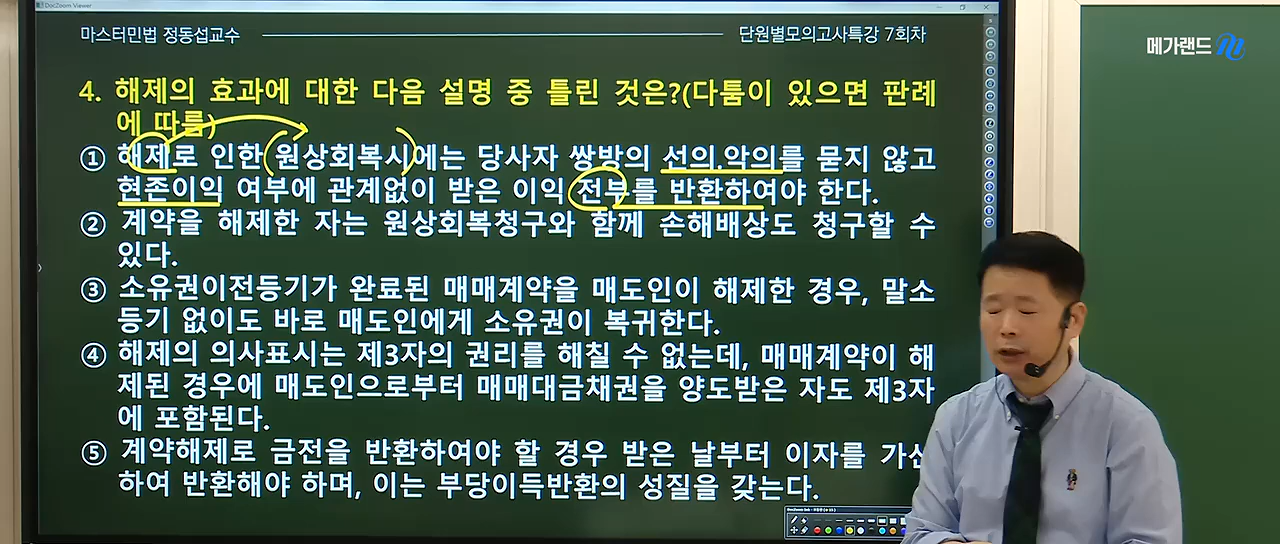 DocZoom Viewer
마스터민법 정동섭교수
단원별모의고사특강 7회차
메가랜드
4. 해제의 효과에 대한 다음 설명 중 틀린 것은?(다툼이 있으면 판례
에 따름)
① 해제로 인한 원상회복시에는 당사자 쌍방의 선의.악의를 묻지 않고
현존이익 여부에 관계없이 받은 이익 전부를 반환하여야 한다.
② 계약을 해제한 자는 원상회복청구와 함께 손해배상도 청구할 수
있다.
③ 소유권이전등기가 완료된 매매계약을 매도인이 해제한 경우, 말소
등기 없이도 바로 매도인에게 소유권이 복귀한다.
④ 해제의 의사표시는 제3자의 권리를 해칠 수 없는데, 매매계약이 해
제된 경우에 매도인으로부터 매매대금채권을 양도받은 자도 제3자
에 포함된다.
⑤ 계약해제로 금전을 반환하여야 할 경우 받은 날부터 이자를 가산
하여 반환해야 하며, 이는 부당이득반환의 성질을 갖는다.